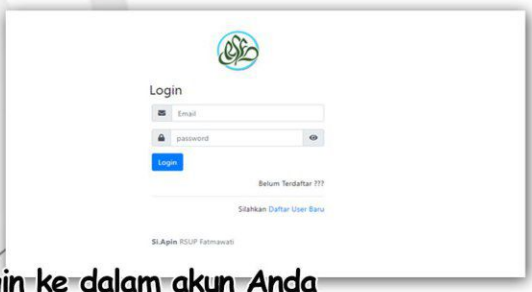 Login
Email
password
Login
Belum Terdaftar ???
Silahkan Daftar User Baru
Si.Apin RSUP Fatmawati
in ke dalam akun Anda